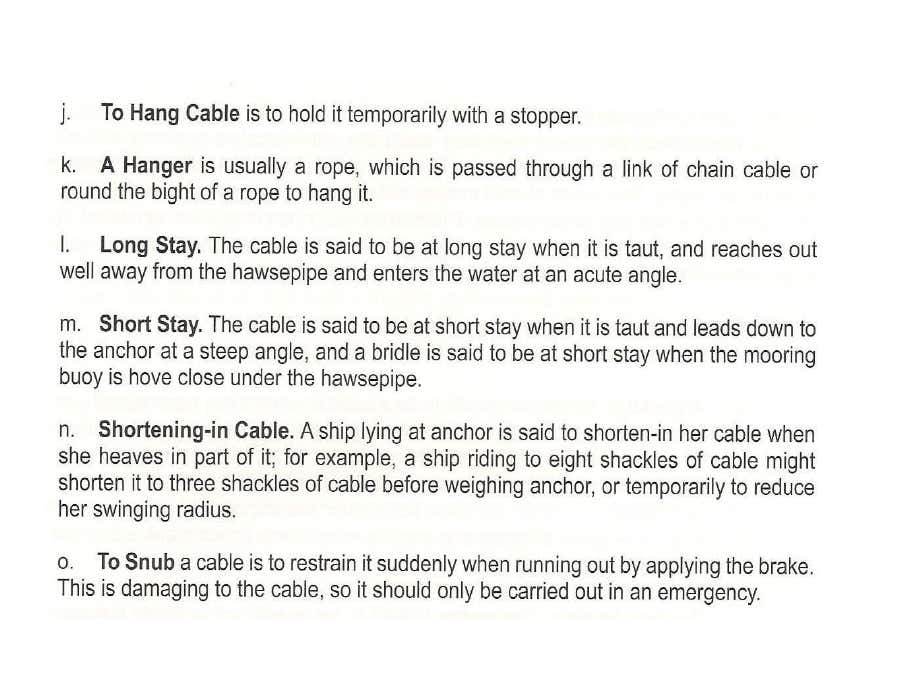 j. To Hang Cable is to hold it temporarily with a stopper.
k. A Hanger is usually a rope, which is passed through a link of chain cable or
round the bight of a rope to hang it.
l. Long Stay. The cable is said to be at long stay when it is taut, and reaches out
well away from the hawsepipe and enters the water at an acute angle.
m. Short Stay. The cable is said to be at short stay when it is taut and leads down to
the anchor at a steep angle, and a bridle is said to be at short stay when the mooring
buoy is hove close under the hawsepipe.
n. Shortening-in Cable. A ship lying at anchor is said to shorten-in her cable when
she heaves in part of it; for example, a ship riding to eight shackles of cable might
shorten it to three shackles of cable before weighing anchor, or temporarily to reduce
her swinging radius.
o. To Snub a cable is to restrain it suddenly when running out by applying the brake.
This is damaging to the cable, so it should only be carried out in an emergency.